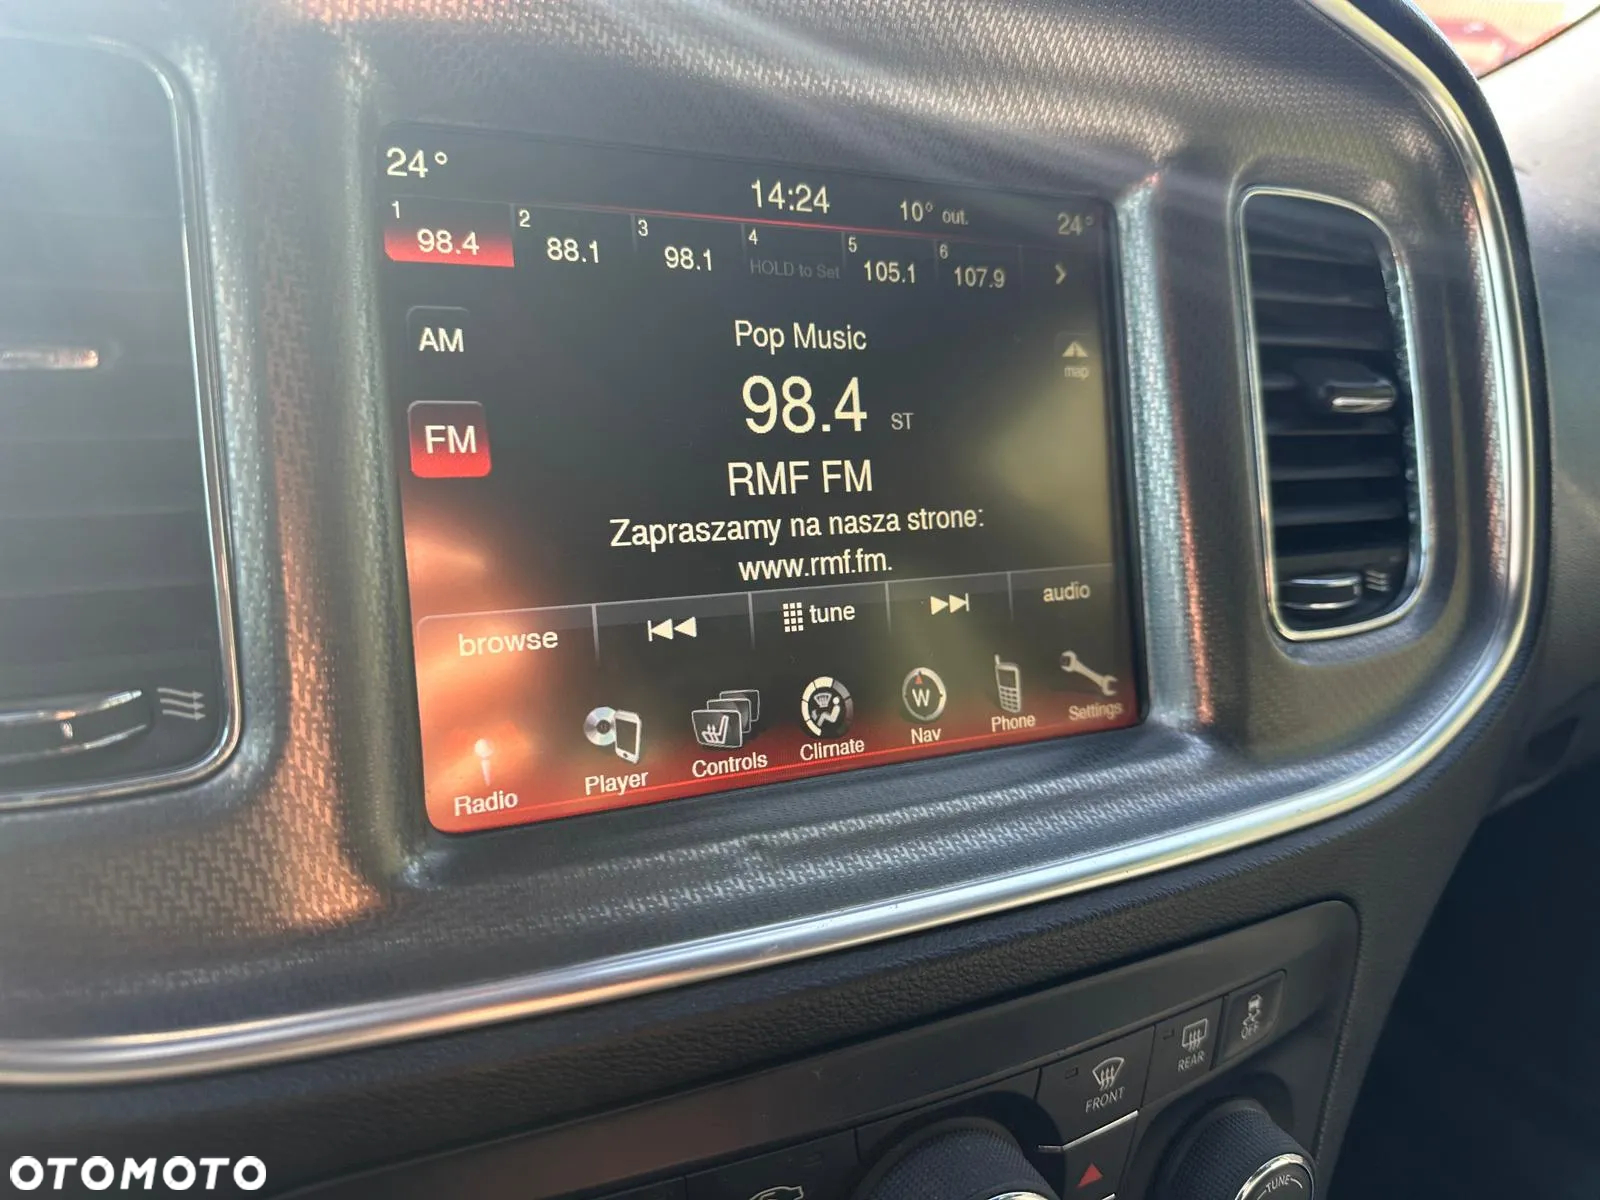 24°
14:24
10° out.
24°
1
98.4
2
88.1
3
98.1
4
HOLD to Set
5
105.1
6
107.9
AM
Pop Music
map
98.4 ST
FM
RMF FM
Zapraszamy na nasza strone:
www.rmf.fm.
browse
tune
audio
Radio
Player
Controls
Climate
W
Nav
Phone
Settings
FRONT
REAR
OFF
TUNE
OTOMOTO